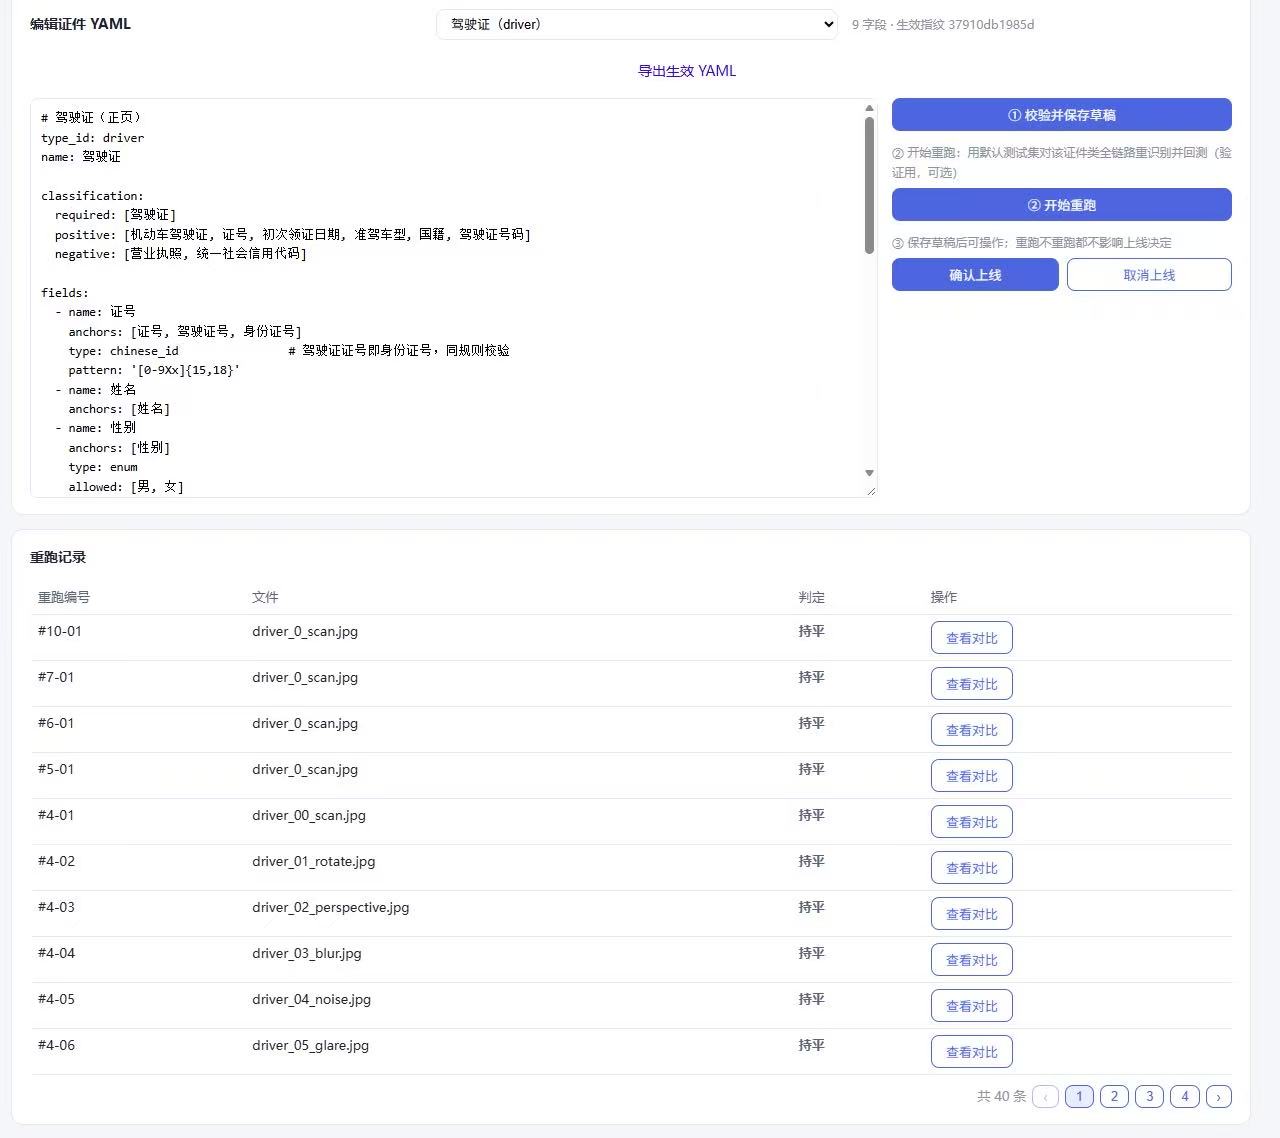 编辑证件 YAML
驾驶证（driver）
9 字段 · 生效指纹 37910db1985d
导出生效 YAML
# 驾驶证（正页）
type_id: driver
name: 驾驶证
classification:
  required: [驾驶证]
  positive: [机动车驾驶证, 证号, 初次领证日期, 准驾车型, 国籍, 驾驶证号码]
  negative: [营业执照, 统一社会信用代码]
fields:
  - name: 证号
    anchors: [证号, 驾驶证号, 身份证号]
    type: chinese_id                # 驾驶证证号即身份证号，同规则校验
    pattern: '[0-9Xx]{15,18}'
  - name: 姓名
    anchors: [姓名]
  - name: 性别
    anchors: [性别]
    type: enum
    allowed: [男, 女]
① 校验并保存草稿
② 开始重跑：用默认测试集对该证件类全链路重识别并回测（验
证用，可选）
② 开始重跑
③ 保存草稿后可操作；重跑不重跑都不影响上线决定
确认上线 取消上线
重跑记录
重跑编号 文件 判定 操作
#10-01 driver_0_scan.jpg 持平 查看对比
#7-01 driver_0_scan.jpg 持平 查看对比
#6-01 driver_0_scan.jpg 持平 查看对比
#5-01 driver_0_scan.jpg 持平 查看对比
#4-01 driver_00_scan.jpg 持平 查看对比
#4-02 driver_01_rotate.jpg 持平 查看对比
#4-03 driver_02_perspective.jpg 持平 查看对比
#4-04 driver_03_blur.jpg 持平 查看对比
#4-05 driver_04_noise.jpg 持平 查看对比
#4-06 driver_05_glare.jpg 持平 查看对比
共 40 条 ‹ 1 2 3 4 ›